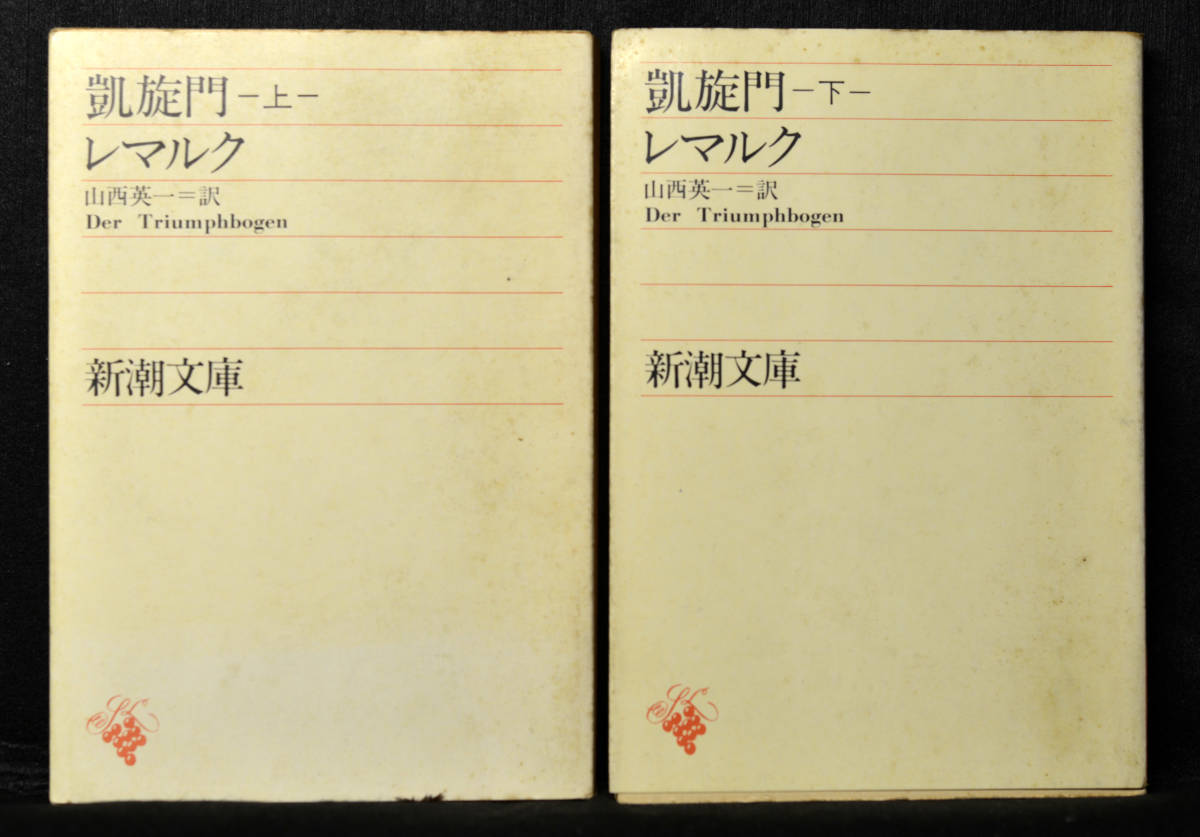 凱旋門―上―
レマルク
山西英一=訳
Der Triumphbogen
新潮文庫
凱旋門―下―
レマルク
山西英一=訳
Der Triumphbogen
新潮文庫